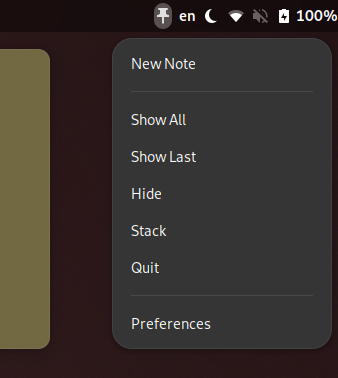 en 100%
New Note
Show All
Show Last
Hide
Stack
Quit
Preferences